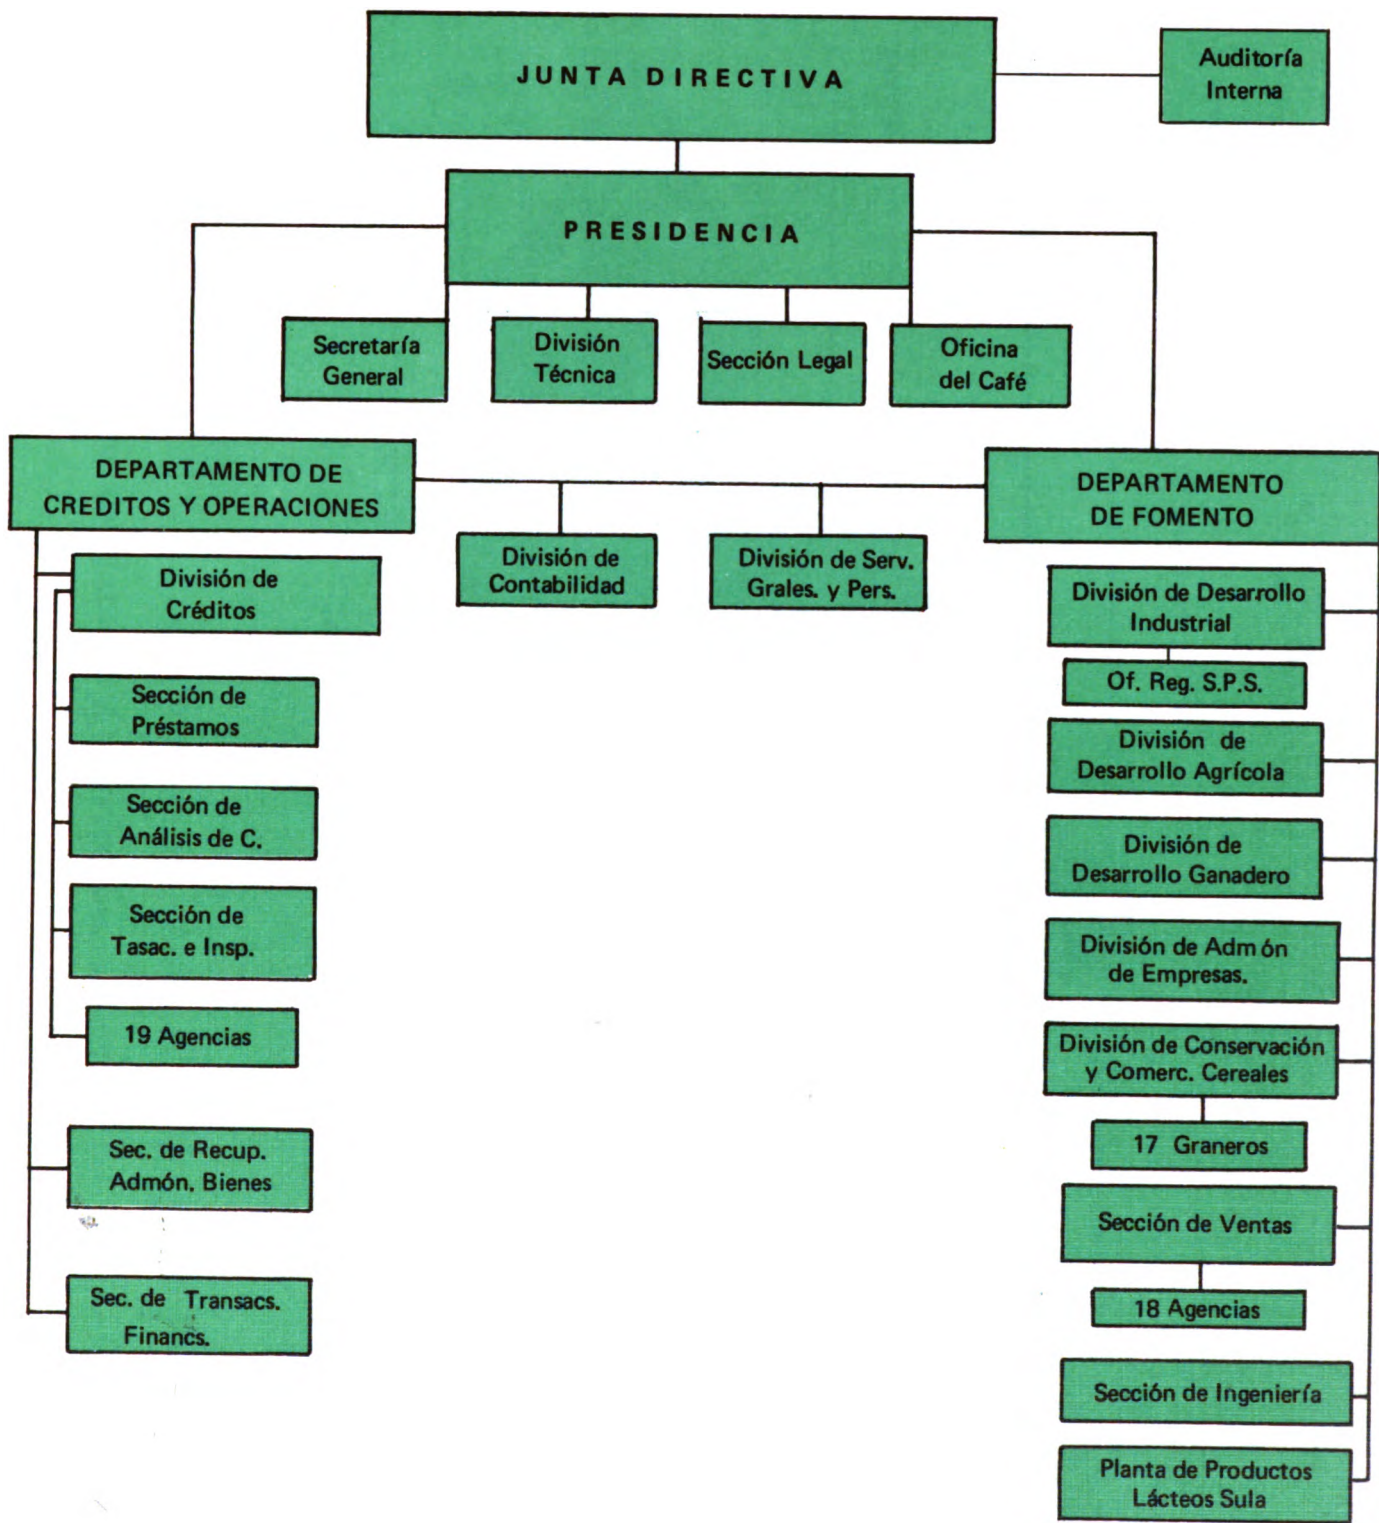 JUNTA DIRECTIVA
Auditoría
Interna
PRESIDENCIA
Secretaría
General
División
Técnica
Sección Legal
Oficina
del Café
DEPARTAMENTO DE
CREDITOS Y OPERACIONES
DEPARTAMENTO
DE FOMENTO
División de
Contabilidad
División de Serv.
Grales. y Pers.
División de
Créditos
Sección de
Préstamos
Sección de
Análisis de C.
Sección de
Tasac. e Insp.
19 Agencias
Sec. de Recup.
Admón. Bienes
Sec. de Transacs.
Financs.
División de Desarrollo
Industrial
Of. Reg. S.P.S.
División de
Desarrollo Agrícola
División de
Desarrollo Ganadero
División de Admón
de Empresas.
División de Conservación
y Comerc. Cereales
17 Graneros
Sección de Ventas
18 Agencias
Sección de Ingeniería
Planta de Productos
Lácteos Sula